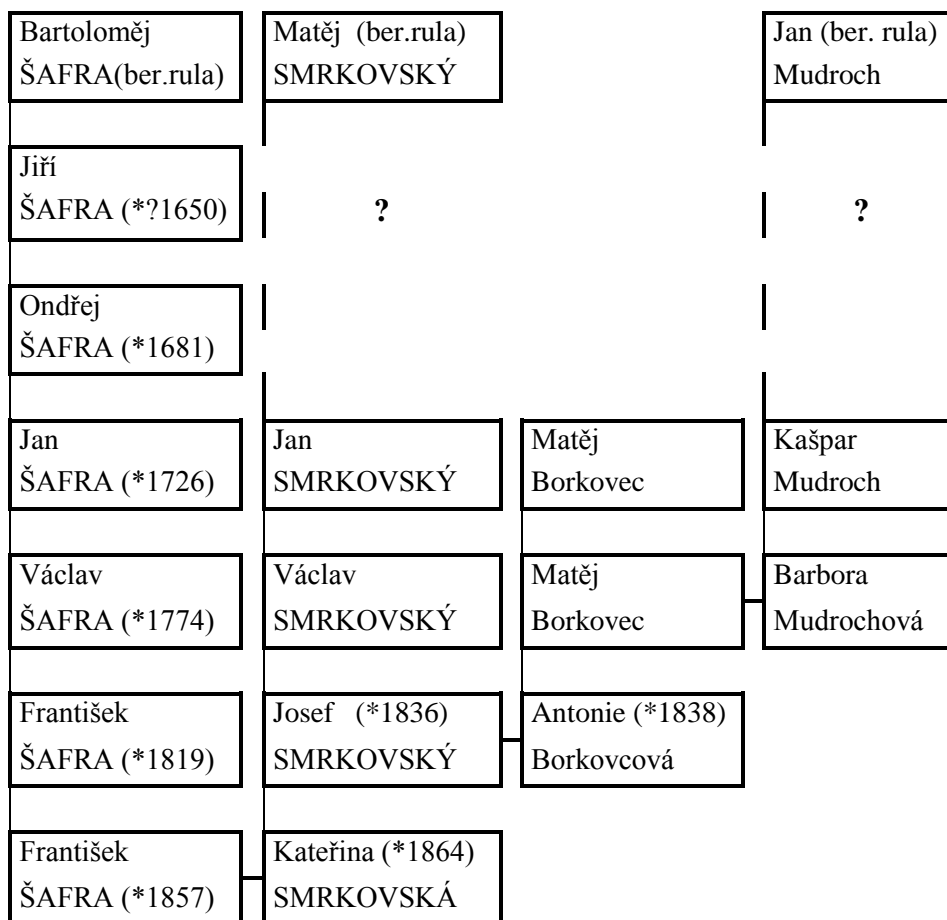 Bartoloměj
ŠAFRA(ber.rula)
Matěj (ber.rula)
SMRKOVSKÝ
Jan (ber. rula)
Mudroch
Jiří
ŠAFRA (*?1650)
?
?
Ondřej
ŠAFRA (*1681)
Jan
ŠAFRA (*1726)
Jan
SMRKOVSKÝ
Matěj
Borkovec
Kašpar
Mudroch
Václav
ŠAFRA (*1774)
Václav
SMRKOVSKÝ
Matěj
Borkovec
Barbora
Mudrochová
František
ŠAFRA (*1819)
Josef (*1836)
SMRKOVSKÝ
Antonie (*1838)
Borkovcová
František
ŠAFRA (*1857)
Kateřina (*1864)
SMRKOVSKÁ